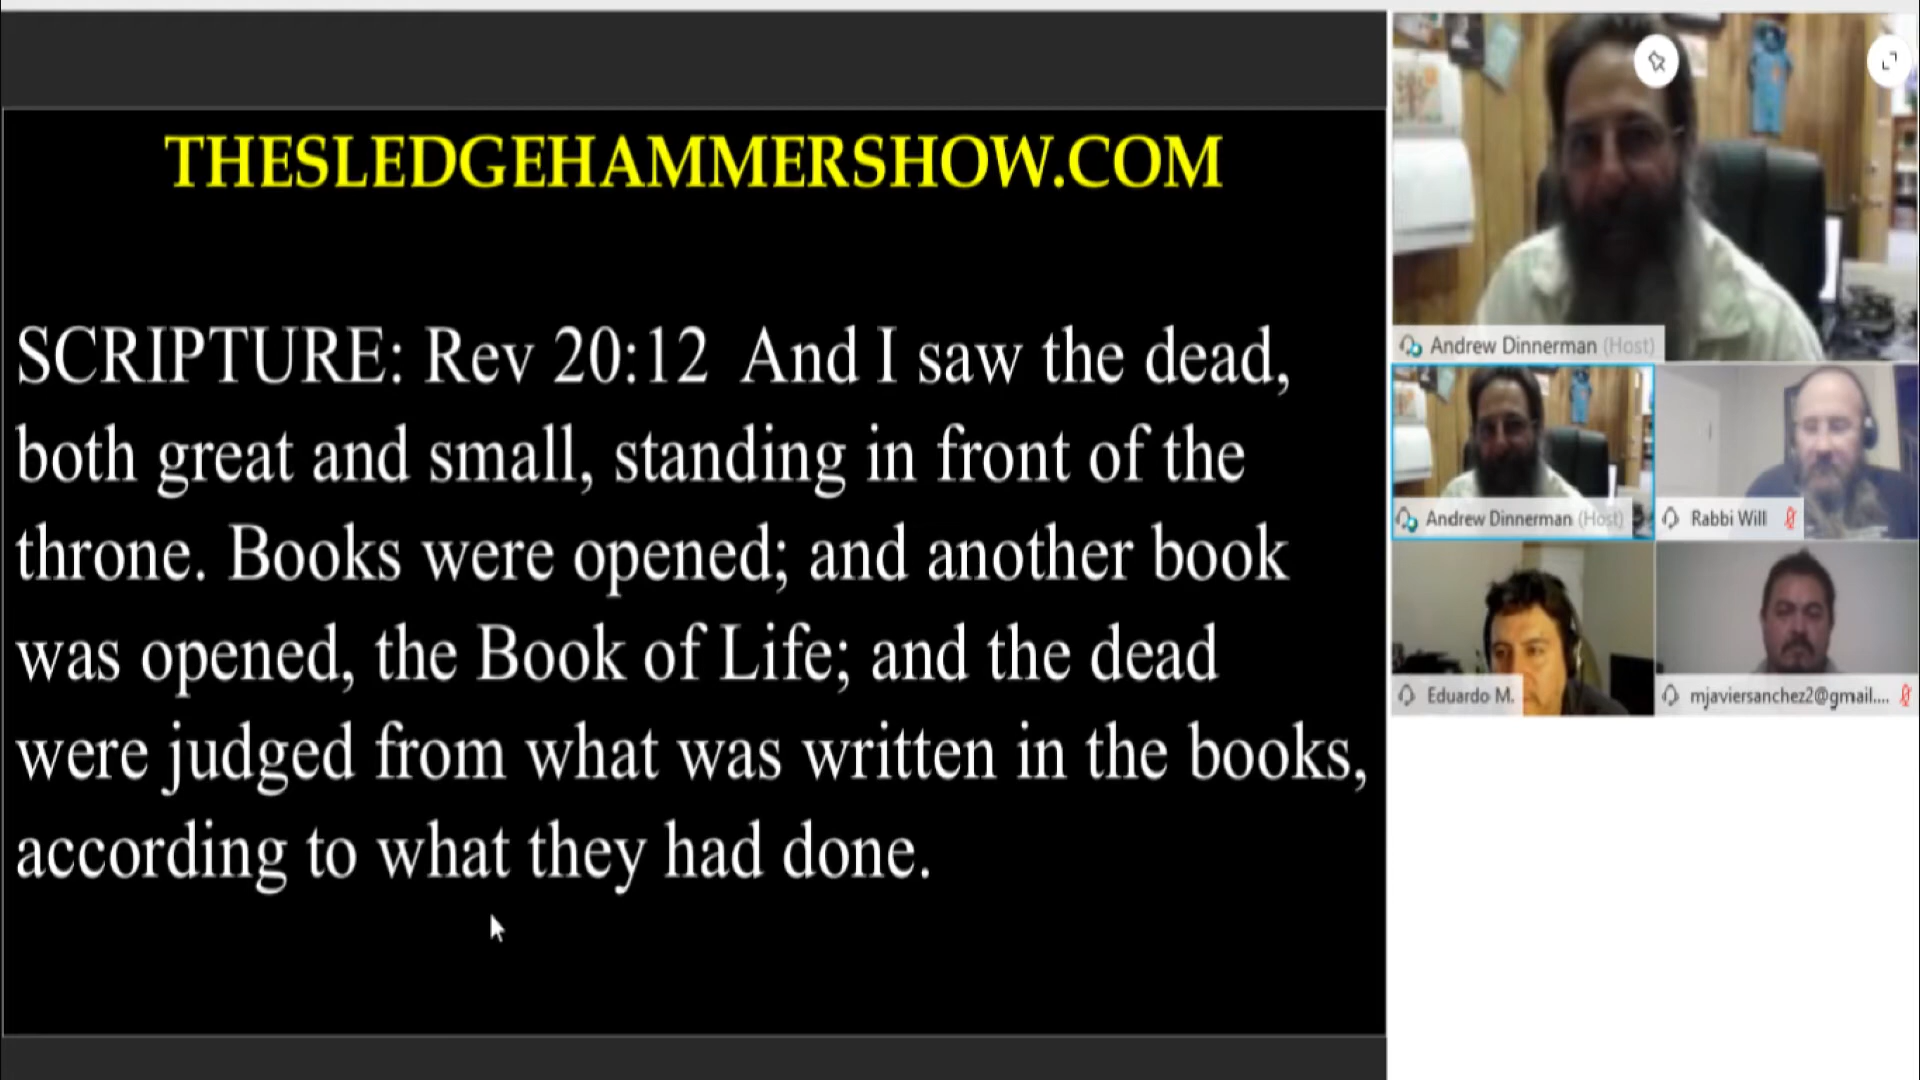 THESLEDGEHAMMERSHOW.COM
SCRIPTURE: Rev 20:12 And I saw the dead,
both great and small, standing in front of the
throne. Books were opened; and another book
was opened, the Book of Life; and the dead
were judged from what was written in the books,
according to what they had done.
Andrew Dinnerman (Host)
Andrew Dinnerman (Host)
Rabbi Will
Eduardo M.
mjaviersanchez2@gmail....